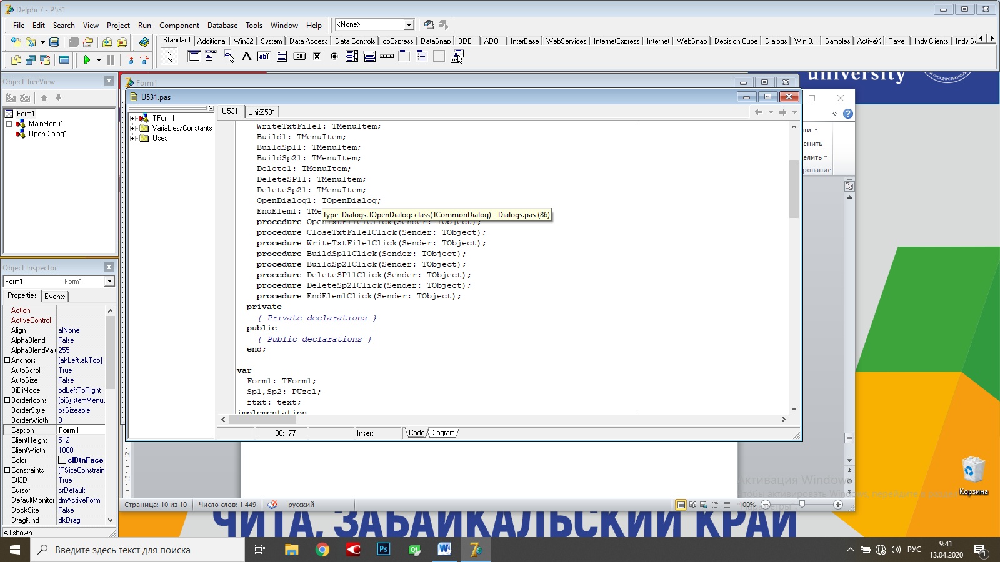 Delphi 7 - P531
File Edit Search View Project Run Component Database Tools Window Help
<None>
Standard Additional Win32 System Data Access Data Controls dbExpress DataSnap BDE ADO InterBase WebServices InternetExpress Internet WebSnap Decision Cube Dialogs Win 3.1 Samples ActiveX Rave Indy Clients
Object TreeView
Form1
MainMenu1
OpenDialog1
Object Inspector
Form1 TForm1
Properties Events
Action
ActiveControl
Align alNone
AlphaBlend False
AlphaBlendValu 255
Anchors [akLeft,akTop]
AutoScroll True
AutoSize False
BiDiMode bdLeftToRight
BorderIcons [biSystemMenu,
BorderStyle bsSizeable
BorderWidth 0
Caption Form1
ClientHeight 512
ClientWidth 1080
Color clBtnFace
Constraints (TSizeConstrain
Ctl3D True
Cursor crDefault
DefaultMonitor dmActiveForm
DockSite False
DragKind dkDrag
All shown
Form1
U531.pas
TForm1
Variables/Constants
Uses
U531 UnitZ531
WriteTxtFile1: TMenuItem;
Build1: TMenuItem;
BuildSp11: TMenuItem;
BuildSp21: TMenuItem;
Delete1: TMenuItem;
DeleteSP11: TMenuItem;
DeleteSp21: TMenuItem;
OpenDialog1: TOpenDialog;
EndElem1: TMe
type Dialogs.TOpenDialog: class(TCommonDialog) - Dialogs.pas (86)
procedure OpenTxtFile1Click(Sender: TObject);
procedure CloseTxtFile1Click(Sender: TObject);
procedure WriteTxtFile1Click(Sender: TObject);
procedure BuildSp11Click(Sender: TObject);
procedure BuildSp21Click(Sender: TObject);
procedure DeleteSP11Click(Sender: TObject);
procedure DeleteSp21Click(Sender: TObject);
procedure EndElem1Click(Sender: TObject);
private
{ Private declarations }
public
{ Public declarations }
end;
var
Form1: TForm1;
Sp1,Sp2: PUzel;
ftxt: text;
implementation
90: 77 Insert Code Diagram
university
ти
енить
елить
рование
12
13
Страница: 10 из 10 Число слов: 1 449 русский 100%
Активация Windows
Чтобы активировать Windows, перейдите в раздел
"Параметры".
Корзина
ЧИТА, ЗАБАЙКАЛЬСКИЙ КРАЙ
Введите здесь текст для поиска
Ps
Qt
W
7
РУС
9:41
13.04.2020
1